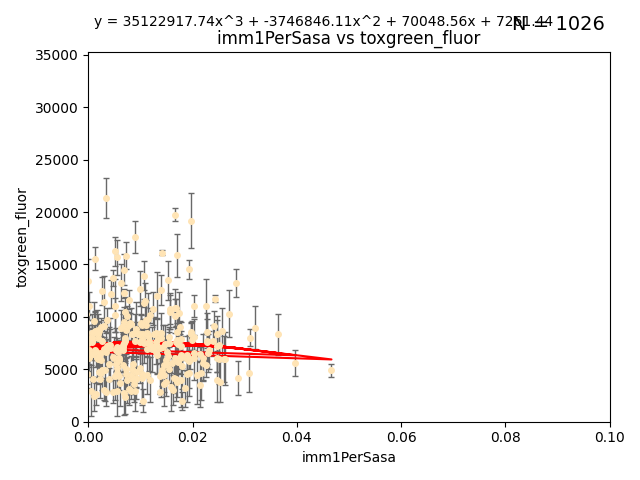 y = 35122917.74x^3 + -3746846.11x^2 + 70048.56x + 7261.44
N = 1026
imm1PerSasa vs toxgreen_fluor
35000
30000
25000
20000
15000
10000
5000
0
toxgreen_fluor
0.00 0.02 0.04 0.06 0.08 0.10
imm1PerSasa